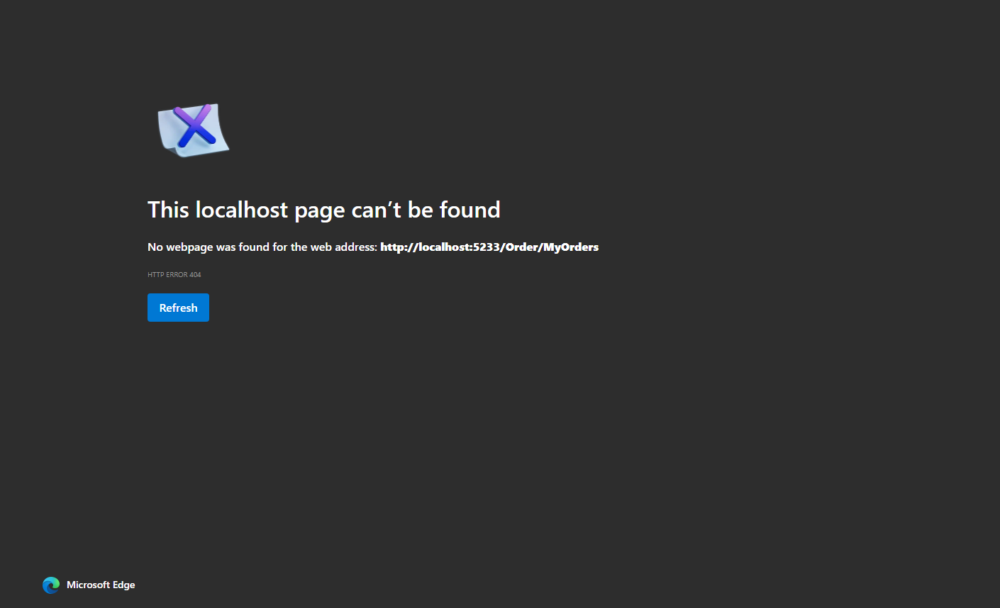 This localhost page can’t be found
No webpage was found for the web address: http://localhost:5233/Order/MyOrders
HTTP ERROR 404
Refresh
Microsoft Edge